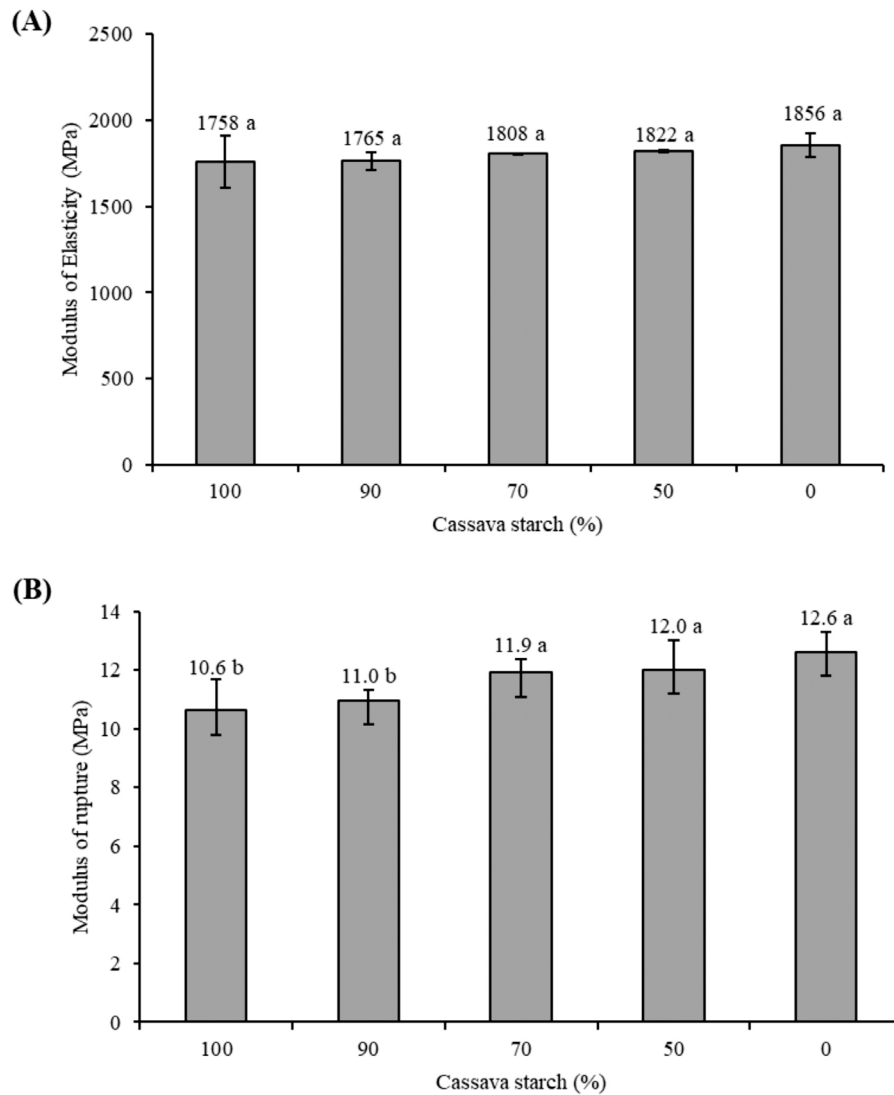 (A)
2500
2000
1500
1000
500
0
Modulus of Elasticity (MPa)
1758 a
1765 a
1808 a
1822 a
1856 a
100 90 70 50 0
Cassava starch (%)
(B)
14
12
10
8
6
4
2
0
Modulus of rupture (MPa)
10.6 b
11.0 b
11.9 a
12.0 a
12.6 a
100 90 70 50 0
Cassava starch (%)